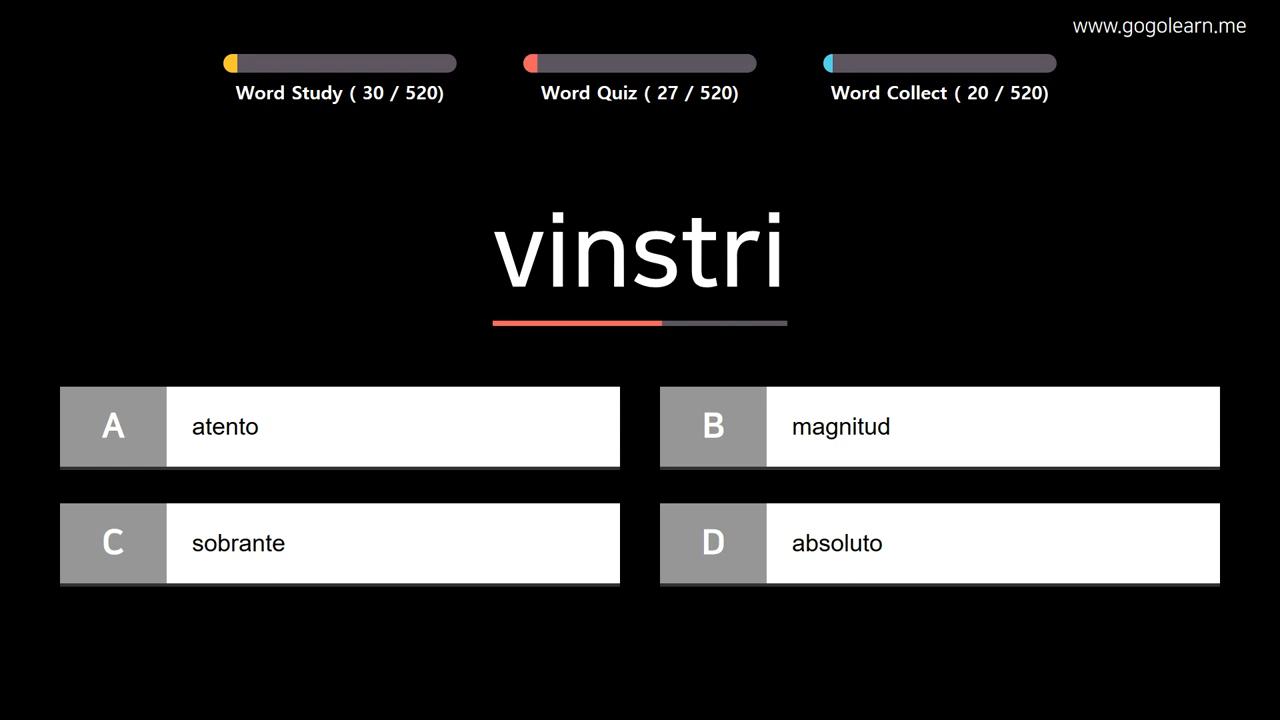 www.gogolearn.me
Word Study ( 30 / 520)
Word Quiz ( 27 / 520)
Word Collect ( 20 / 520)
vinstri
A atento
B magnitud
C sobrante
D absoluto